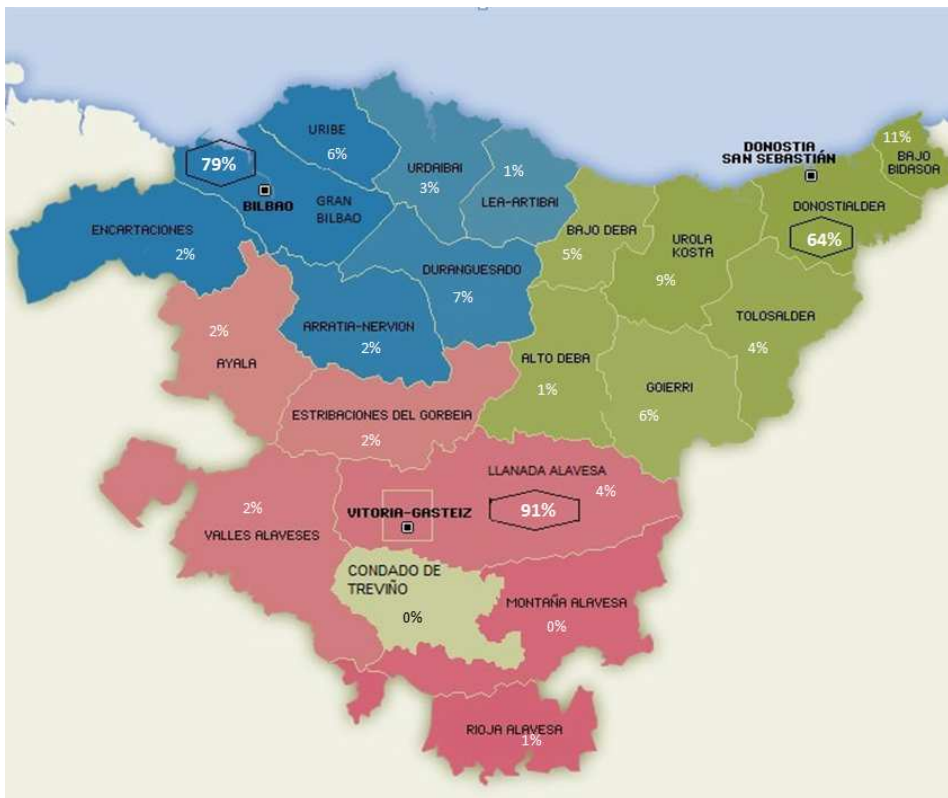 URIBE
6%
79%
BILBAO
GRAN
BILBAO
URDAIBAI
3%
1%
LEA-ARTIBAI
ENCARTACIONES
2%
DURANGUESADO
7%
ARRATIA-NERVION
2%
11%
BAJO
BIDASOA
DONOSTIA
SAN SEBASTIÁN
DONOSTIALDEA
64%
BAJO DEBA
5%
UROLA
KOSTA
9%
TOLOSALDEA
4%
ALTO DEBA
1%
GOIERRI
6%
2%
AYALA
ESTRIBACIONES DEL GORBEIA
2%
LLANADA ALAVESA
4%
91%
VITORIA-GASTEIZ
2%
VALLES ALAVESES
CONDADO DE
TREVIÑO
0%
MONTAÑA ALAVESA
0%
RIOJA ALAVESA
1%